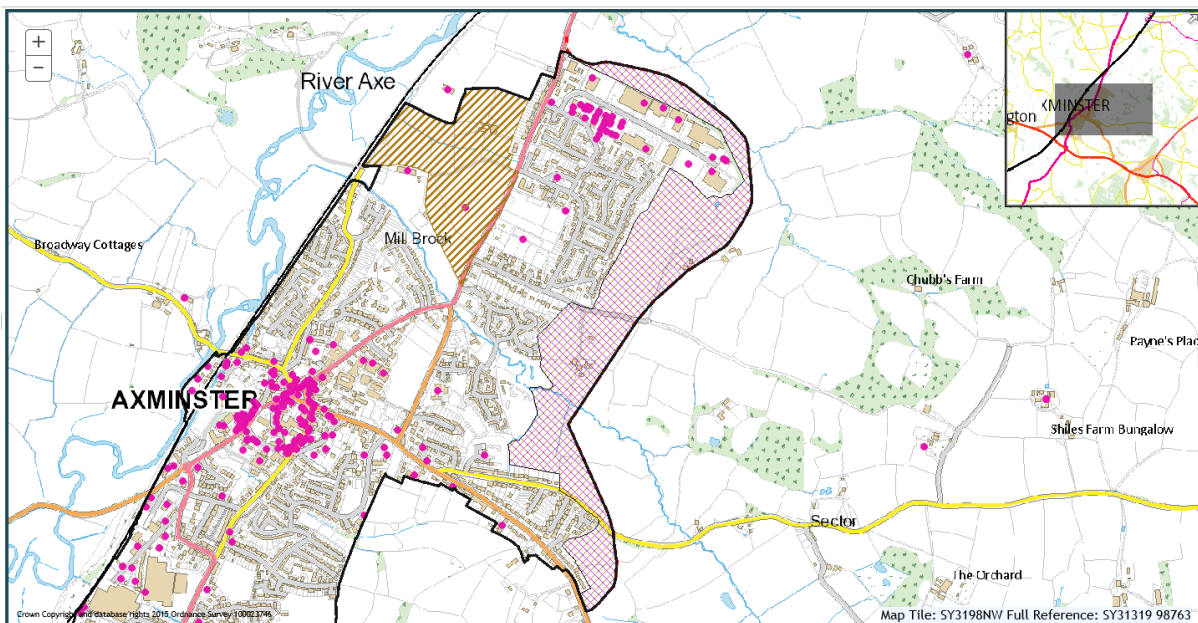 +
−
River Axe
XMINSTER
gton
Broadway Cottages
Mill Brook
Chubb's Farm
Payne's Plac
AXMINSTER
Shiles Farm Bungalow
Sector
The Orchard
Crown Copyright and database rights 2015 Ordnance Survey 100023746
Map Tile: SY3198NW Full Reference: SY31319 98763